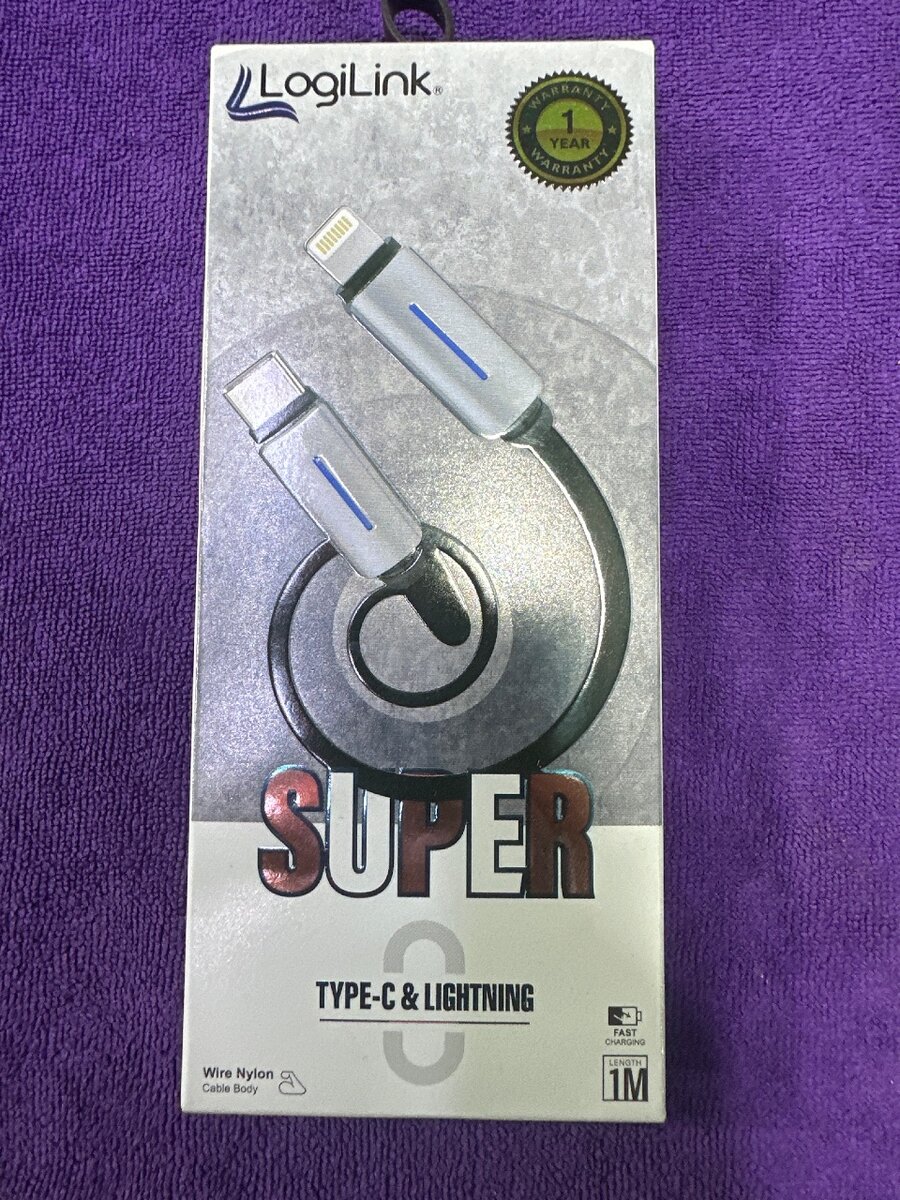 LogiLink®
WARRANTY
1
YEAR
WARRANTY
SUPER
TYPE-C & LIGHTNING
FAST
CHARGING
Wire Nylon
Cable Body
LENGTH
1M